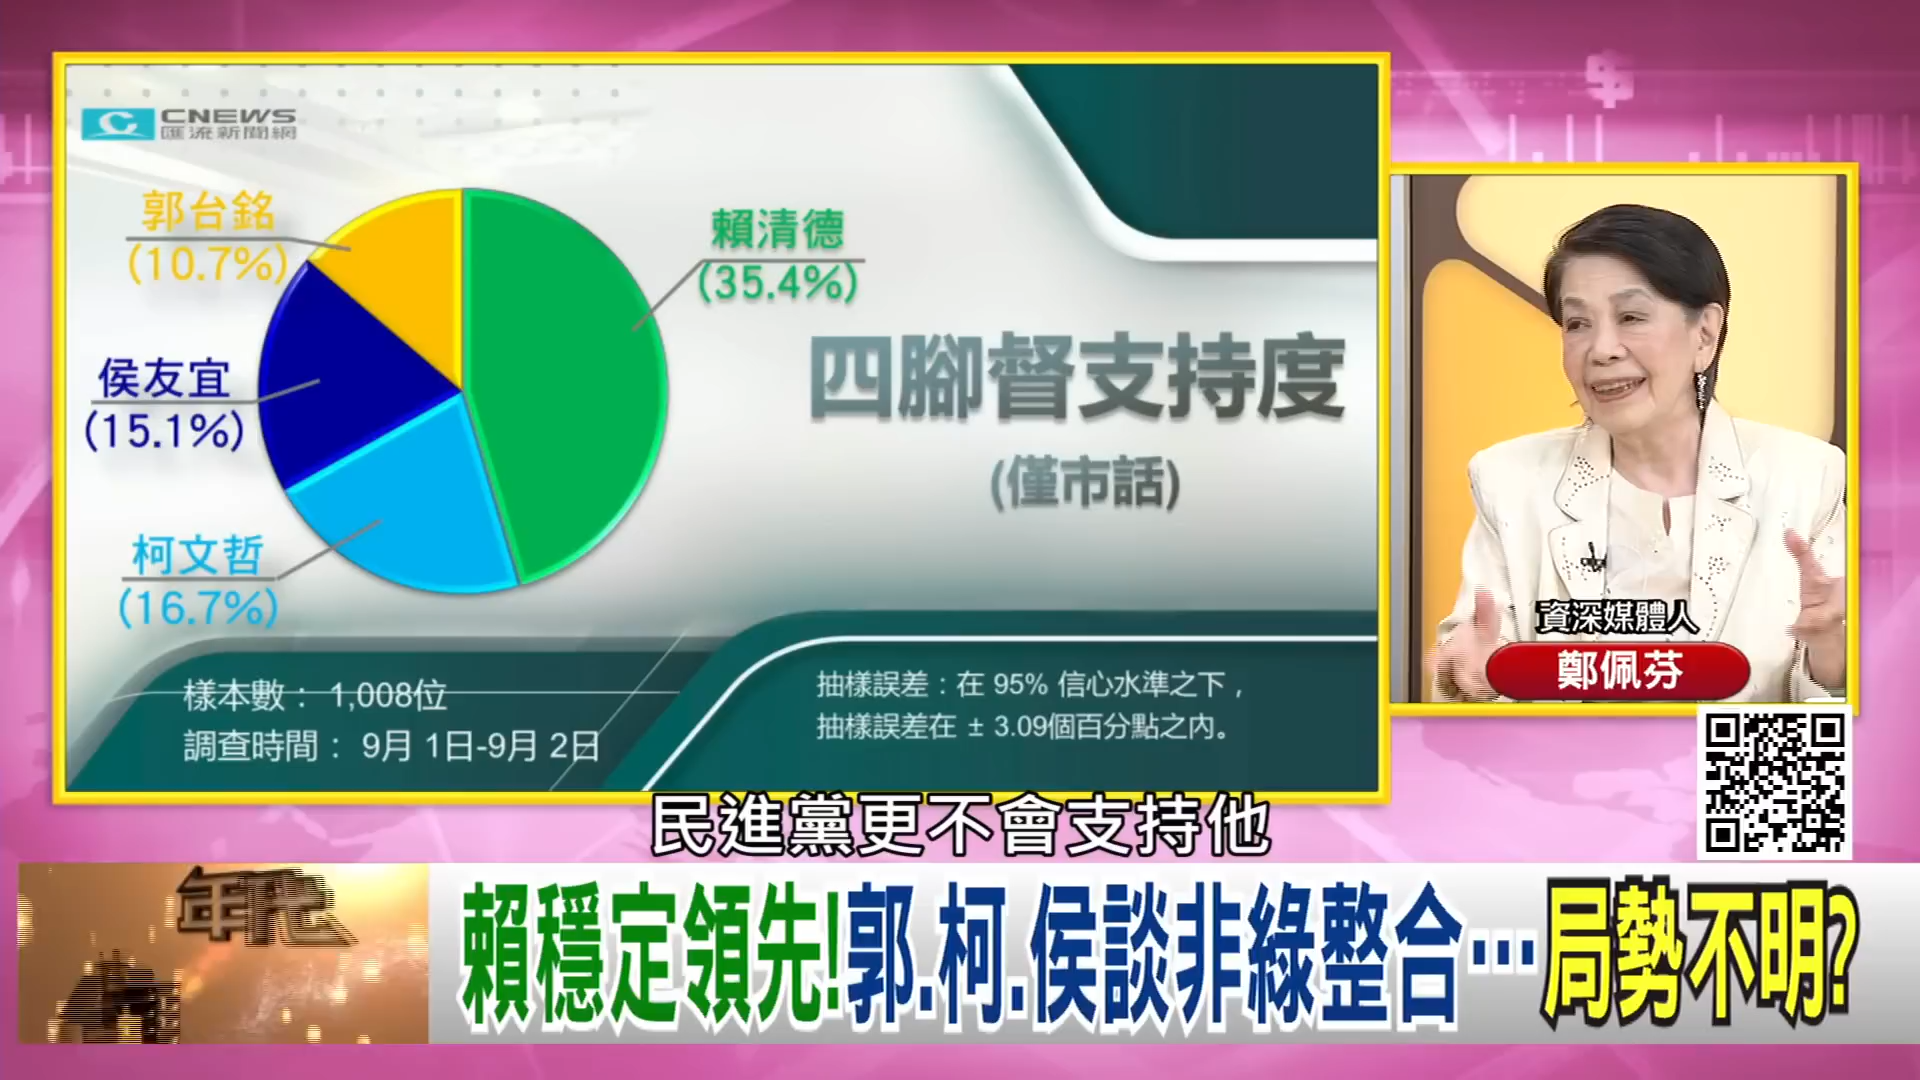 CNEWS
匯流新聞網
郭台銘
(10.7%)
賴清德
(35.4%)
侯友宜
(15.1%)
柯文哲
(16.7%)
四腳督支持度
(僅市話)
樣本數： 1,008位
調查時間： 9月 1日-9月 2日
抽樣誤差：在 95% 信心水準之下，
抽樣誤差在 ± 3.09個百分點之內。
資深媒體人
鄭佩芬
民進黨更不會支持他
年代
賴穩定領先!郭.柯.侯談非綠整合…局勢不明?